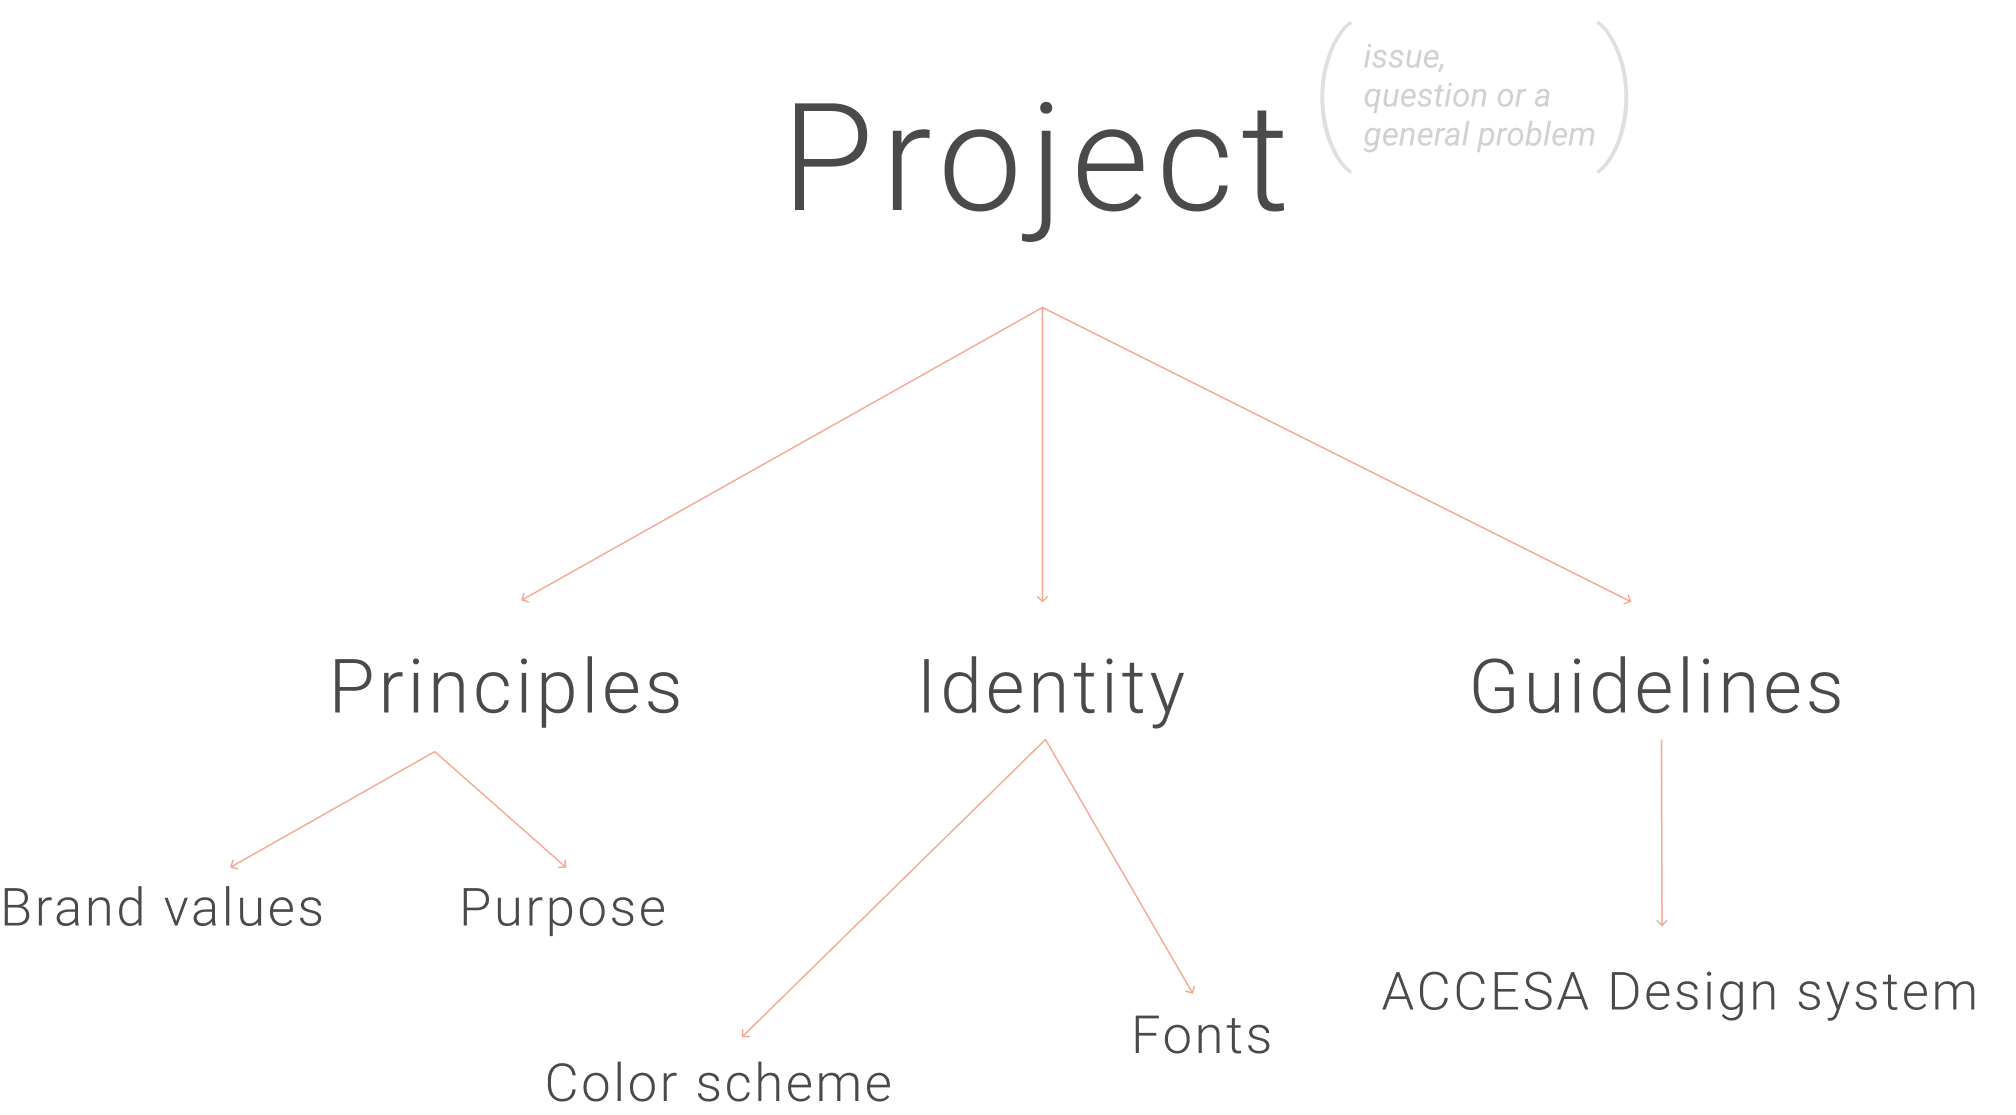 Project
issue,
question or a
general problem
Principles
Identity
Guidelines
Brand values
Purpose
Color scheme
Fonts
ACCESA Design system